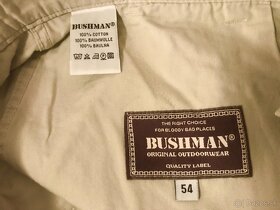 BUSHMAN®
100% COTTON
100% BAUMWOLLE
100% BAVLNA
THE RIGHT CHOICE
FOR BLOODY BAD PLACES
BUSHMAN®
ORIGINAL OUTDOORWEAR
QUALITY LABEL
54